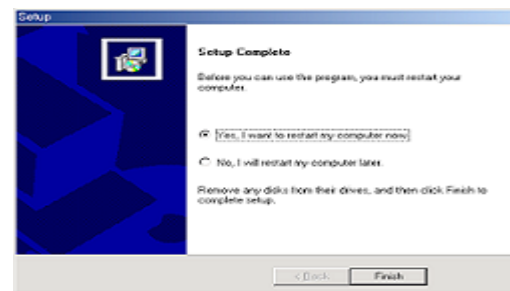 Setup
Setup Complete
Before you can use the program, you must restart your
computer.
Yes, I want to restart my computer now.
No, I will restart my computer later.
Remove any disks from their drives, and then click Finish to
complete setup.
< Back
Finish